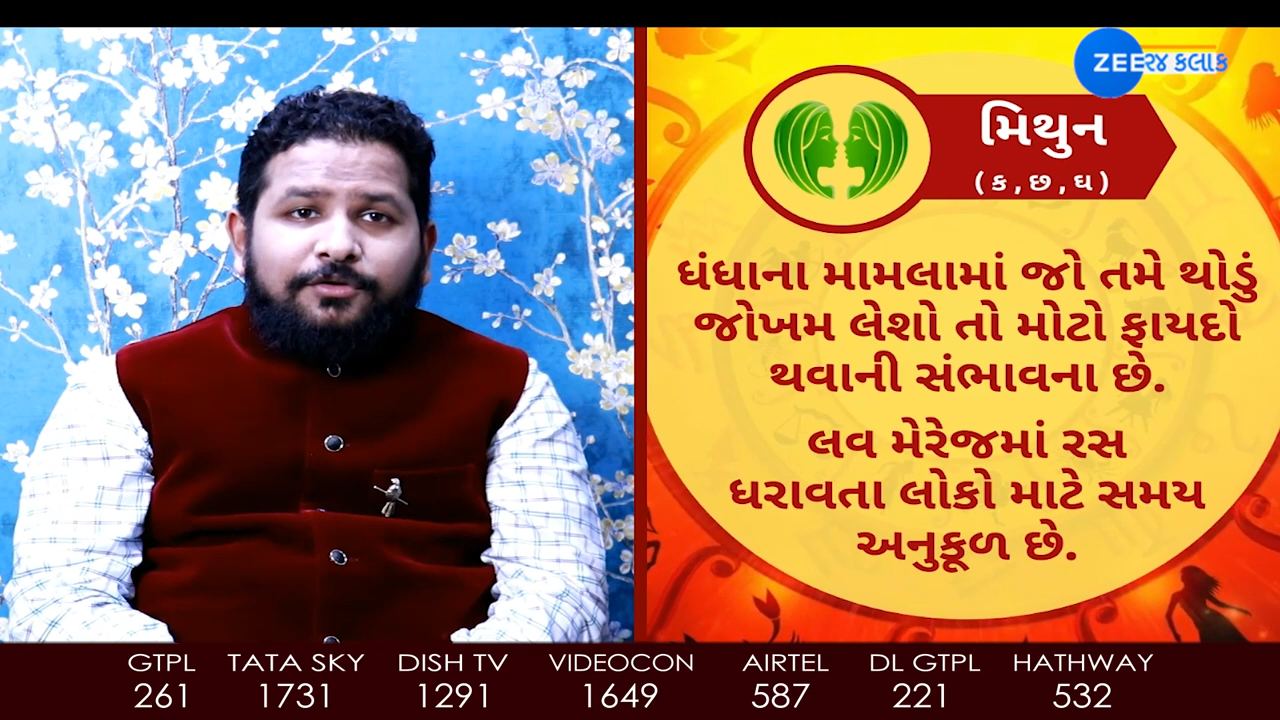 ZEE ૨૪ કલાક
મિથુન
( ક , છ , ઘ )
ધંધાના મામલામાં જો તમે થોડું
જોખમ લેશો તો મોટો ફાયદો
થવાની સંભાવના છે.
લવ મેરેજમાં રસ
ધરાવતા લોકો માટે સમય
અનુકૂળ છે.
GTPL TATA SKY DISH TV VIDEOCON AIRTEL DL GTPL HATHWAY
261 1731 1291 1649 587 221 532